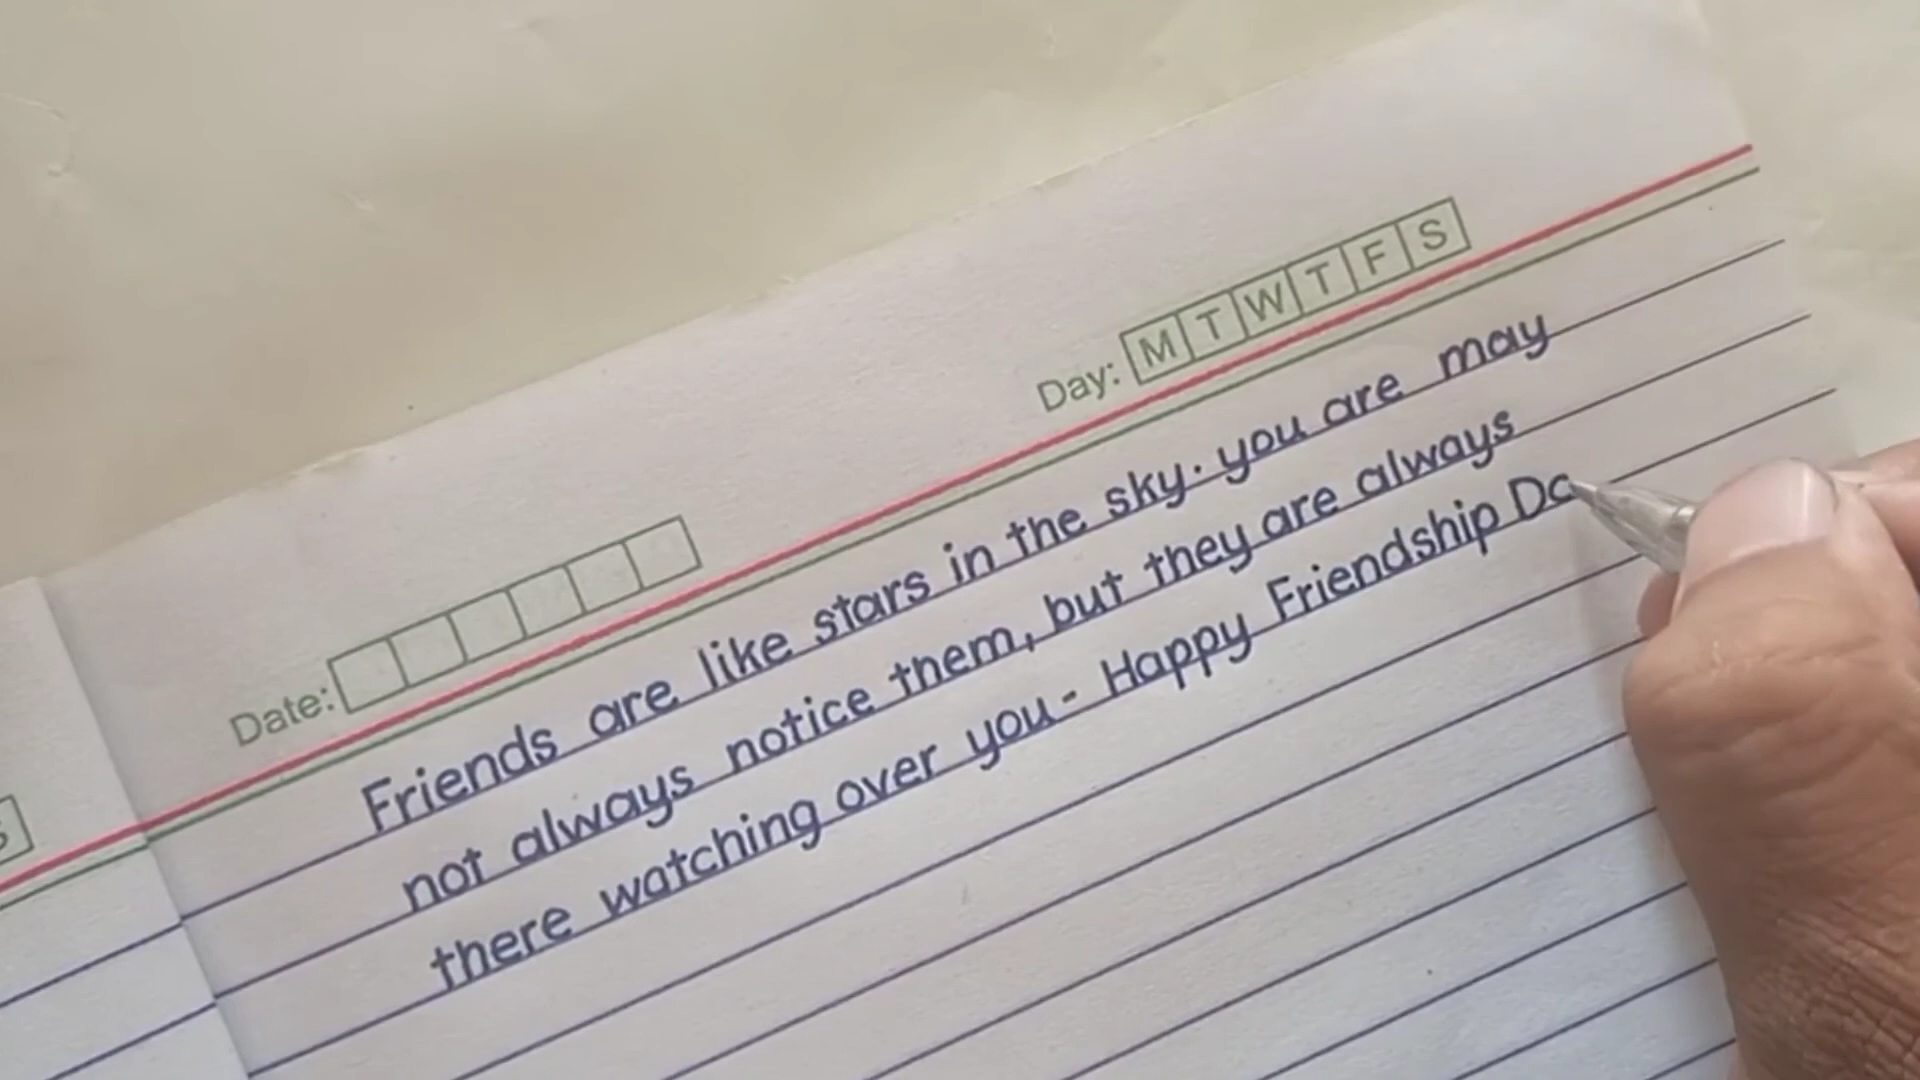 Day: M T W T F S
Date:
Friends are like stars in the sky. you are may
not always notice them, but they are always
there watching over you - Happy Friendship Da
S